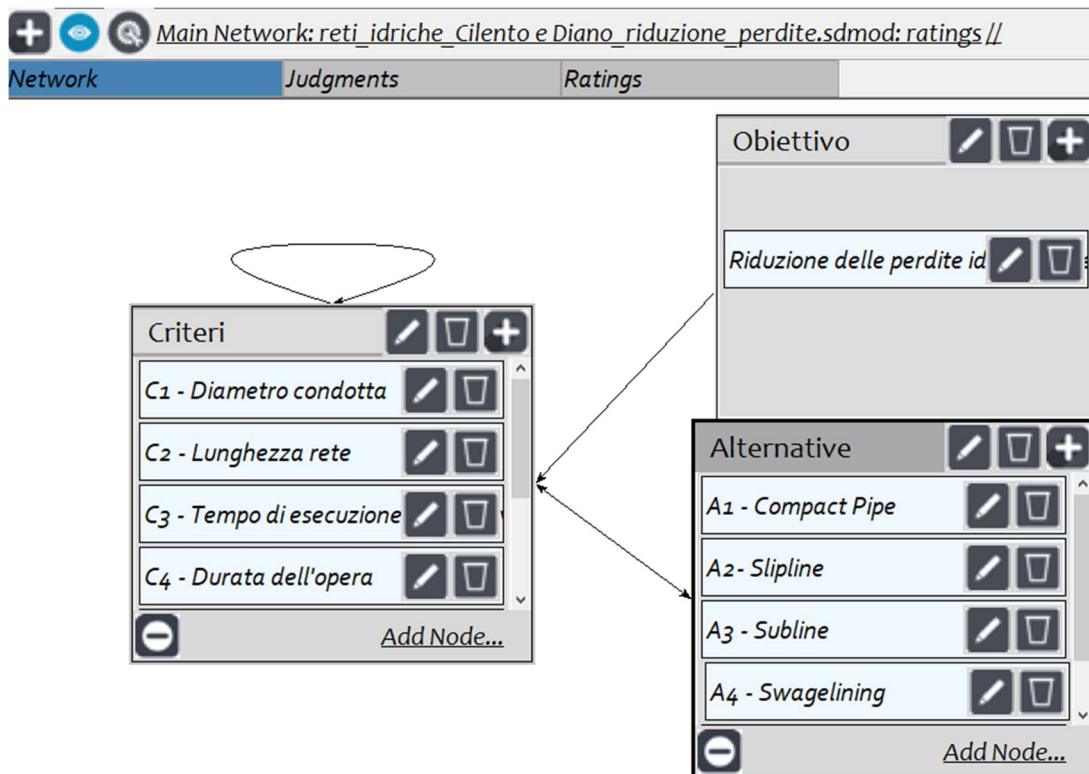 Main Network: reti_idriche_Cilento e Diano_riduzione_perdite.sdmod: ratings //
Network Judgments Ratings
Obiettivo
Riduzione delle perdite id
Criteri
C1 - Diametro condotta
C2 - Lunghezza rete
C3 - Tempo di esecuzione
C4 - Durata dell'opera
Add Node...
Alternative
A1 - Compact Pipe
A2- Slipline
A3 - Subline
A4 - Swagelining
Add Node...